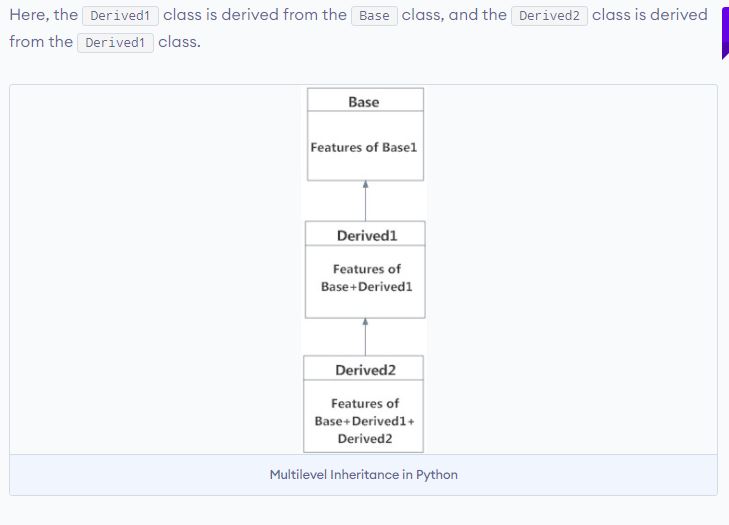 Here, the Derived1 class is derived from the Base class, and the Derived2 class is derived
from the Derived1 class.
Base
Features of Base1
Derived1
Features of
Base+Derived1
Derived2
Features of
Base+Derived1+
Derived2
Multilevel Inheritance in Python